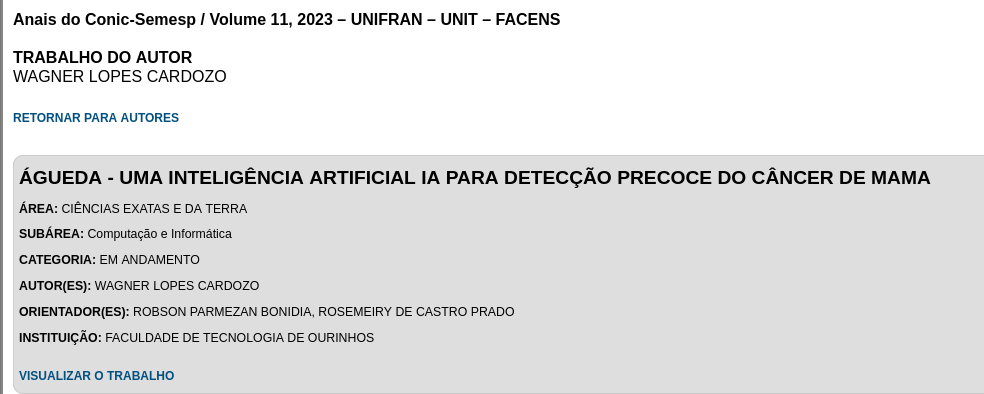 Anais do Conic-Semesp / Volume 11, 2023 – UNIFRAN – UNIT – FACENS
TRABALHO DO AUTOR
WAGNER LOPES CARDOZO
RETORNAR PARA AUTORES
ÁGUEDA - UMA INTELIGÊNCIA ARTIFICIAL IA PARA DETECÇÃO PRECOCE DO CÂNCER DE MAMA
ÁREA: CIÊNCIAS EXATAS E DA TERRA
SUBÁREA: Computação e Informática
CATEGORIA: EM ANDAMENTO
AUTOR(ES): WAGNER LOPES CARDOZO
ORIENTADOR(ES): ROBSON PARMEZAN BONIDIA, ROSEMEIRY DE CASTRO PRADO
INSTITUIÇÃO: FACULDADE DE TECNOLOGIA DE OURINHOS
VISUALIZAR O TRABALHO